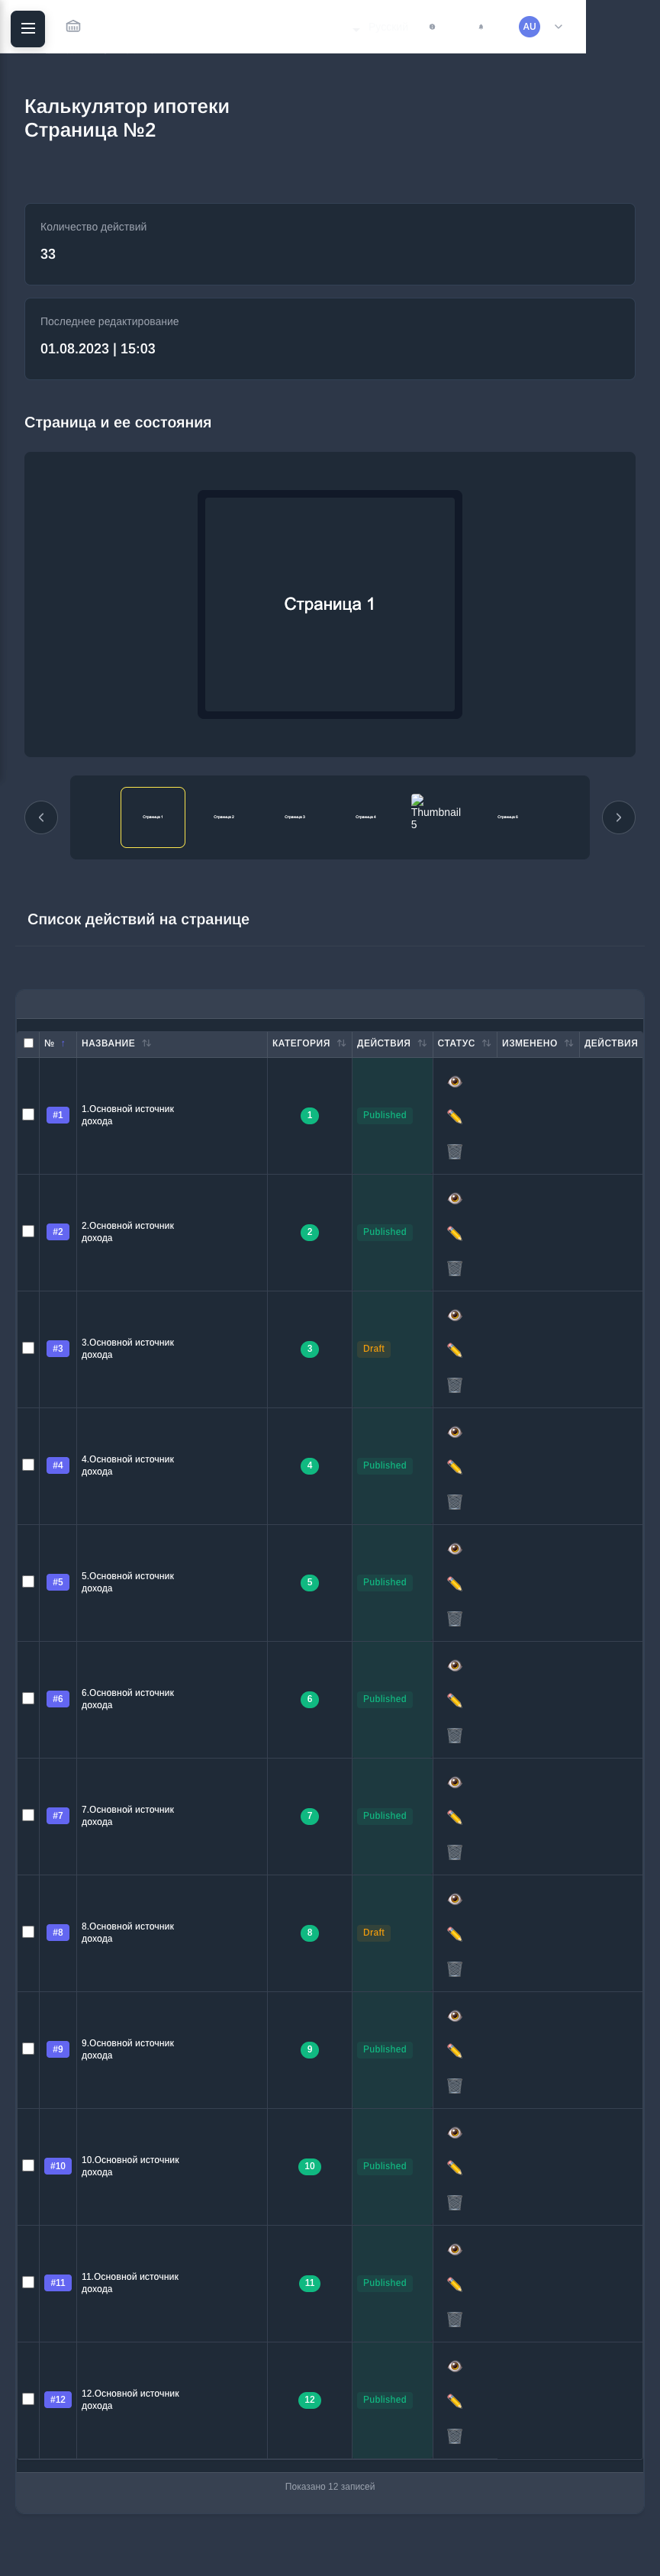 AU
Калькулятор ипотеки
Страница №2
Количество действий
33
Последнее редактирование
01.08.2023 | 15:03
Страница и ее состояния
Страница 1
Страница 1 Страница 2 Страница 3 Страница 4 Thumbnail 5 Страница 6
Список действий на странице
№ ↑ НАЗВАНИЕ КАТЕГОРИЯ ДЕЙСТВИЯ СТАТУС ИЗМЕНЕНО ДЕЙСТВИЯ
#1 1.Основной источник 1 Published
дохода
#2 2.Основной источник 2 Published
дохода
#3 3.Основной источник 3 Draft
дохода
#4 4.Основной источник 4 Published
дохода
#5 5.Основной источник 5 Published
дохода
#6 6.Основной источник 6 Published
дохода
#7 7.Основной источник 7 Published
дохода
#8 8.Основной источник 8 Draft
дохода
#9 9.Основной источник 9 Published
дохода
#10 10.Основной источник 10 Published
дохода
#11 11.Основной источник 11 Published
дохода
#12 12.Основной источник 12 Published
дохода
Показано 12 записей